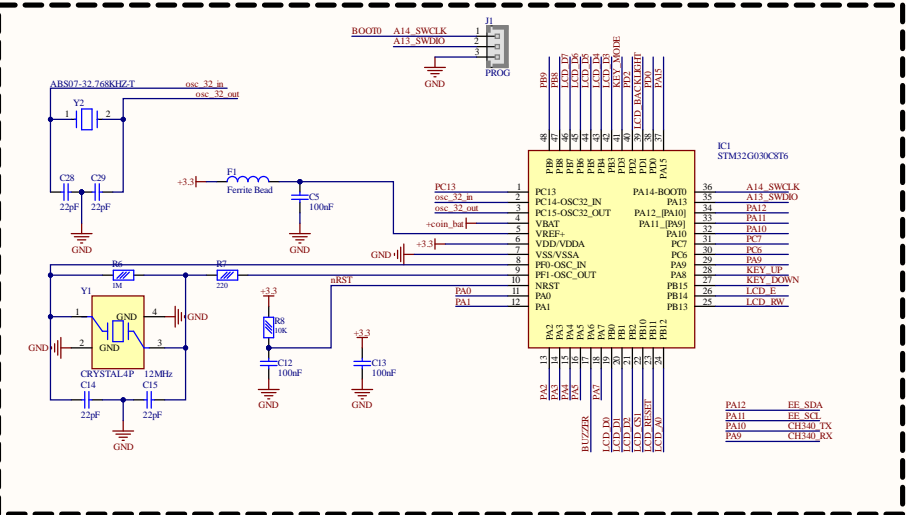 J1
BOOT0 A14_SWCLK 1
A13_SWDIO 2
3
GND
PROG
ABS07-32.768KHZ-T
osc_32_in
osc_32_out
Y2
1 2
C28 C29
22pF 22pF
GND
+3.3
F1
Ferrite Bead
C5
100nF
GND
R6
1M
R7
220
Y1
1 GND 4 GND
GND 2 GND 3
CRYSTAL4P 12MHz
C14 C15
22pF 22pF
GND
+3.3
nRST
R8
10K
C12
100nF
GND
+3.3
C13
100nF
GND
IC1
STM32G030C8T6
PB9 PB8 LCD_D7 LCD_D6 LCD_D5 LCD_D4 LCD_D3 KEY_MODE PD2 LCD_BACKLIGHT PD0 PA15
48 47 46 45 44 43 42 41 40 39 38 37
PB9 PB8 PB7 PB6 PB5 PB4 PB3 PD3 PD2 PD1 PD0 PA15
PC13 1 PC13
osc_32_in 2 PC14-OSC32_IN
osc_32_out 3 PC15-OSC32_OUT
+coin_bat 4 VBAT
5 VREF+
+3.3 6 VDD/VDDA
GND 7 VSS/VSSA
8 PF0-OSC_IN
9 PF1-OSC_OUT
10 NRST
PA0 11 PA0
PA1 12 PA1
PA14-BOOT0 36 A14_SWCLK
PA13 35 A13_SWDIO
PA12_[PA10] 34 PA12
PA11_[PA9] 33 PA11
PA10 32 PA10
PC7 31 PC7
PC6 30 PC6
PA9 29 PA9
PA8 28 KEY_UP
PB15 27 KEY_DOWN
PB14 26 LCD_E
PB13 25 LCD_RW
PA2 PA3 PA4 PA5 PA6 PA7 PB0 PB1 PB2 PB10 PB11 PB12
13 14 15 16 17 18 19 20 21 22 23 24
PA2 PA3 PA4 PA5 BUZZER PA7 LCD_D0 LCD_D1 LCD_D2 LCD_CS1 LCD_RESET LCD_A0
PA12 EE_SDA
PA11 EE_SCL
PA10 CH340_TX
PA9 CH340_RX